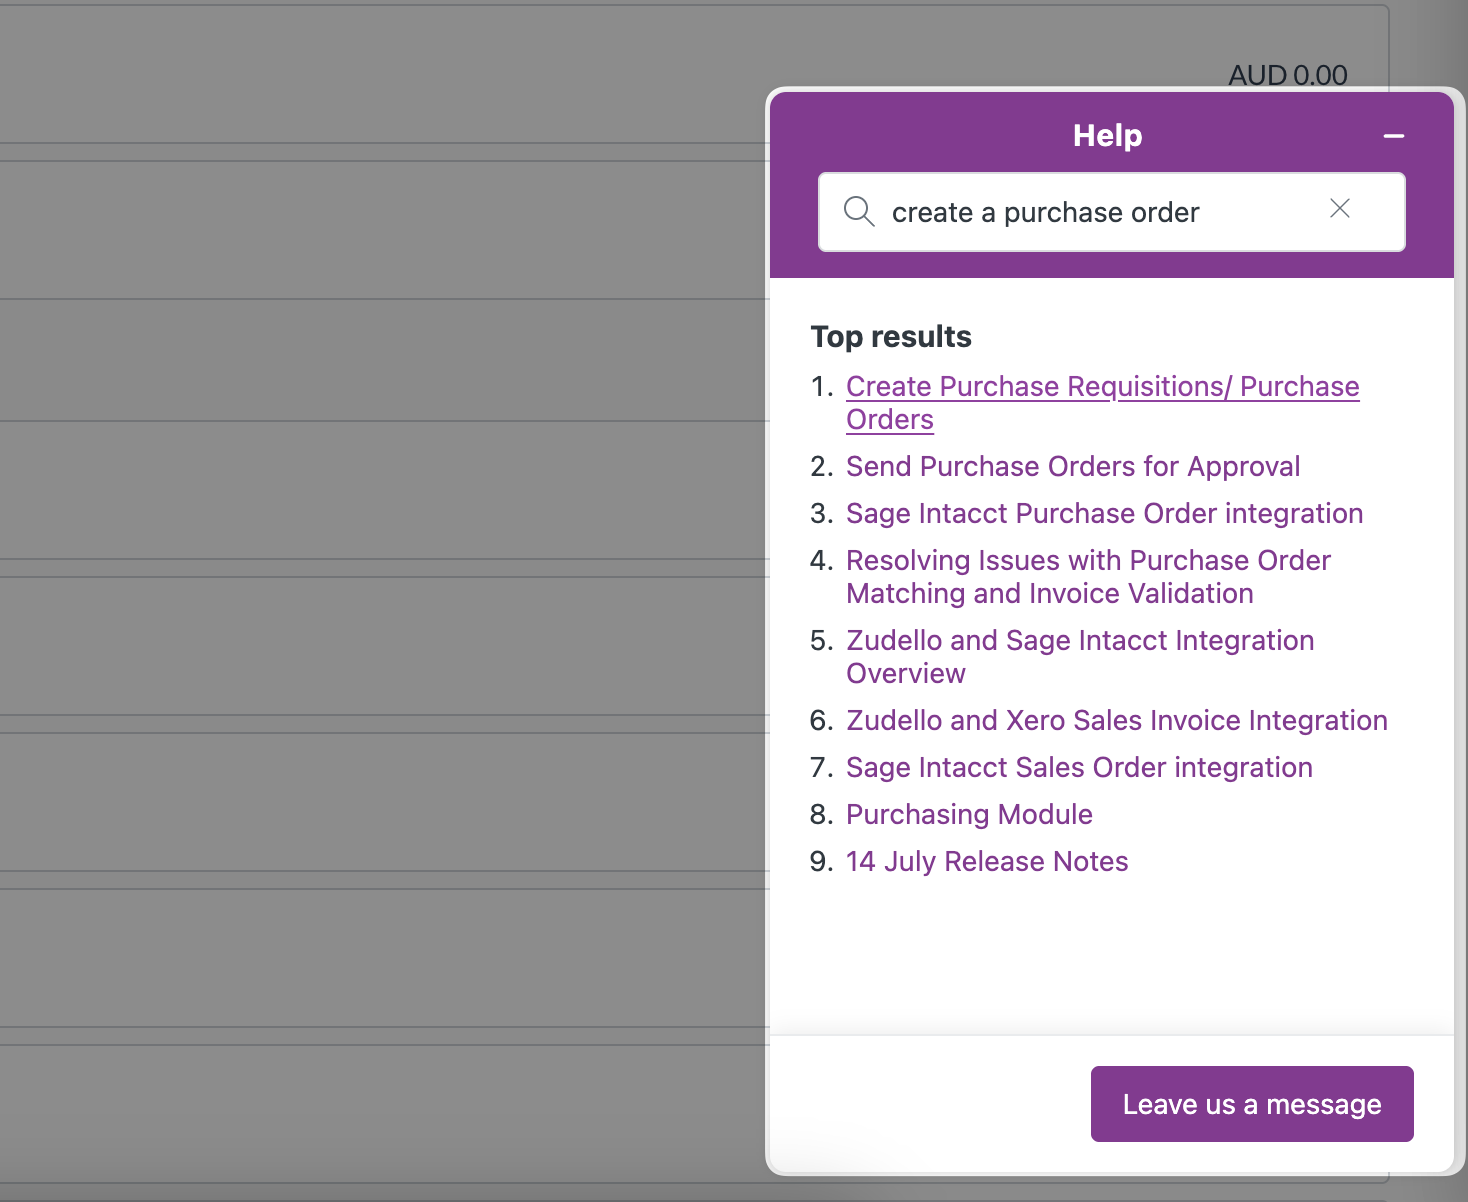 AUD 0.00
Help
create a purchase order
Top results
1. Create Purchase Requisitions/ Purchase
Orders
2. Send Purchase Orders for Approval
3. Sage Intacct Purchase Order integration
4. Resolving Issues with Purchase Order
Matching and Invoice Validation
5. Zudello and Sage Intacct Integration
Overview
6. Zudello and Xero Sales Invoice Integration
7. Sage Intacct Sales Order integration
8. Purchasing Module
9. 14 July Release Notes
Leave us a message